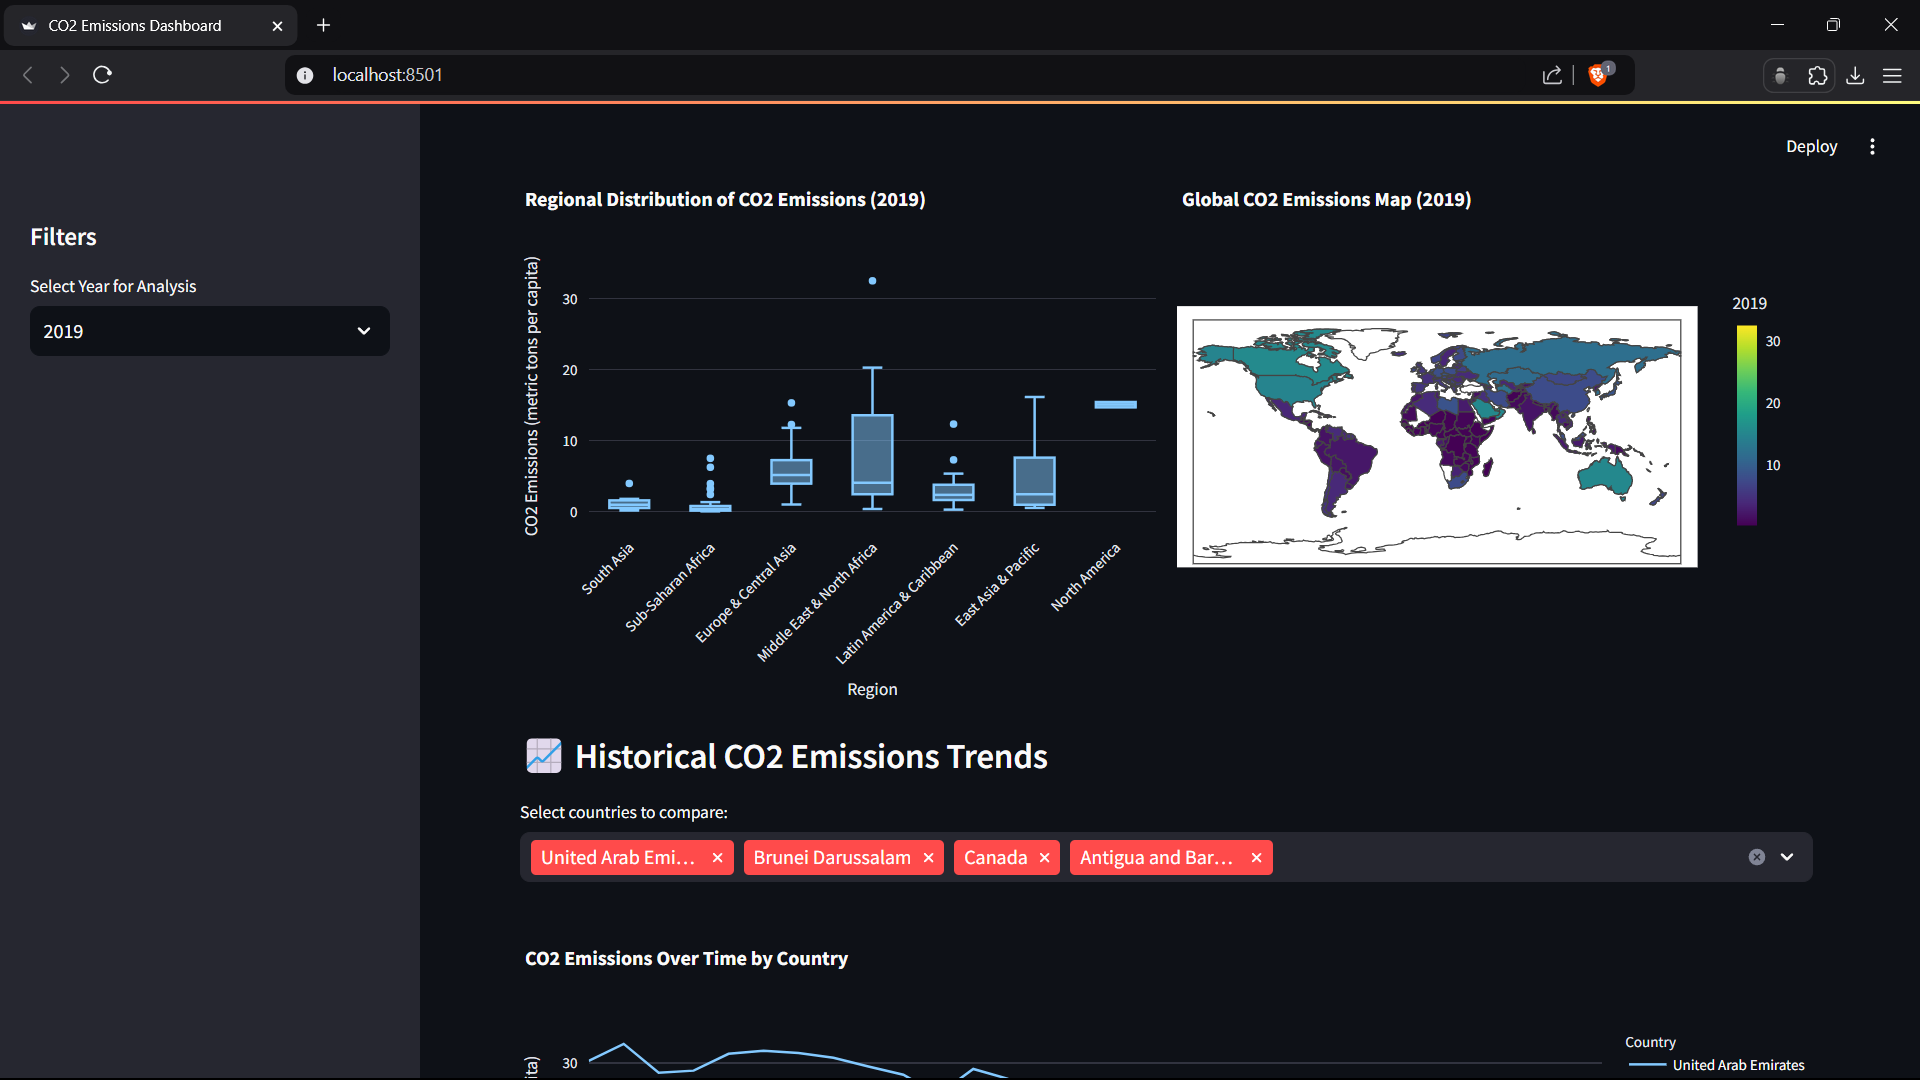 CO2 Emissions Dashboard
localhost:8501
1
Deploy
Filters
Select Year for Analysis
2019
Regional Distribution of CO2 Emissions (2019)
CO2 Emissions (metric tons per capita)
30
20
10
0
South Asia
Sub-Saharan Africa
Europe & Central Asia
Middle East & North Africa
Latin America & Caribbean
East Asia & Pacific
North America
Region
Global CO2 Emissions Map (2019)
2019
30
20
10
Historical CO2 Emissions Trends
Select countries to compare:
United Arab Emi...
Brunei Darussalam
Canada
Antigua and Bar...
CO2 Emissions Over Time by Country
ita)
30
Country
United Arab Emirates